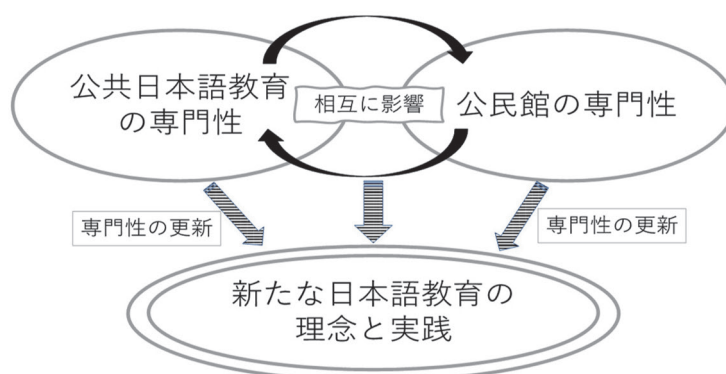 公共日本語教育
の専門性
相互に影響
公民館の専門性
専門性の更新
専門性の更新
新たな日本語教育の
理念と実践